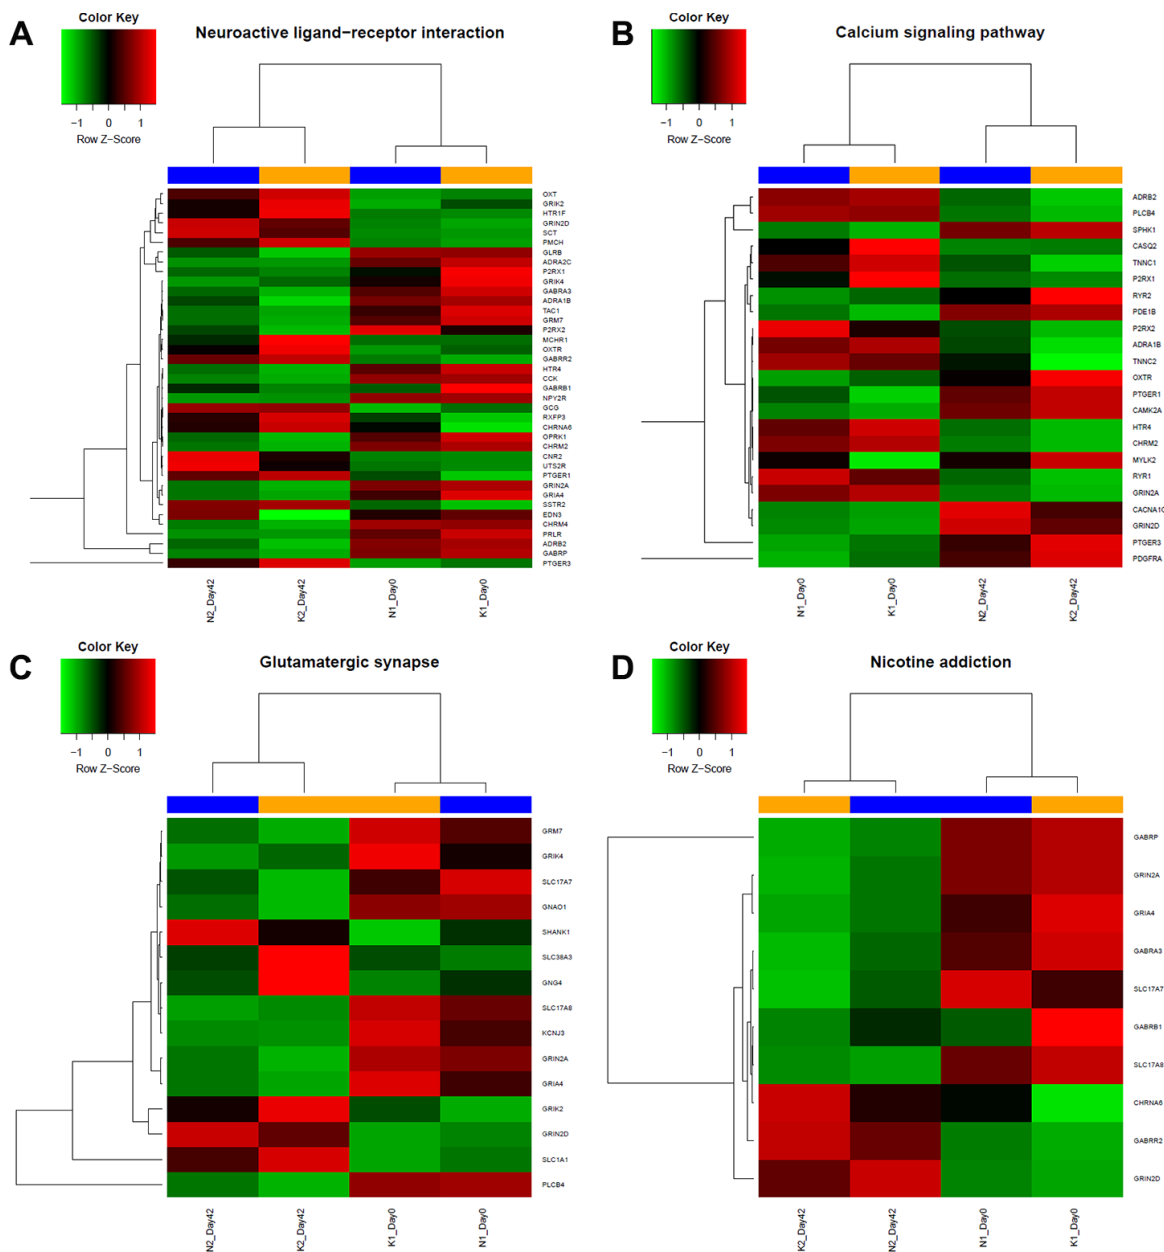 A
Color Key
−1 0 1
Row Z−Score
Neuroactive ligand−receptor interaction
OXT
GRIK2
HTR1F
GRIN2D
SCT
PMCH
GLRB
ADRA2C
P2RX1
GRIK4
GABRA3
ADRA1B
TAC1
GRM7
P2RX2
MCHR1
OXTR
GABRR2
HTR4
CCK
GABRB1
NPY2R
GCG
RXFP3
CHRNA6
OPRK1
CHRM2
CNR2
UTS2R
PTGER1
GRIN2A
GRIA4
SSTR2
EDN3
CHRM4
PRLR
ADRB2
GABRP
PTGER3
N2_Day42
K2_Day42
N1_Day0
K1_Day0
B
Color Key
−1 0 1
Row Z−Score
Calcium signaling pathway
ADRB2
PLCB4
SPHK1
CASQ2
TNNC1
P2RX1
RYR2
PDE1B
P2RX2
ADRA1B
TNNC2
OXTR
PTGER1
CAMK2A
HTR4
CHRM2
MYLK2
RYR1
GRIN2A
CACNA1C
GRIN2D
PTGER3
PDGFRA
N1_Day0
K1_Day0
N2_Day42
K2_Day42
C
Color Key
−1 0 1
Row Z−Score
Glutamatergic synapse
GRM7
GRIK4
SLC17A7
GNAO1
SHANK1
SLC38A3
GNG4
SLC17A8
KCNJ3
GRIN2A
GRIA4
GRIK2
GRIN2D
SLC1A1
PLCB4
N2_Day42
K2_Day42
K1_Day0
N1_Day0
D
Color Key
−1 0 1
Row Z−Score
Nicotine addiction
GABRP
GRIN2A
GRIA4
GABRA3
SLC17A7
GABRB1
SLC17A8
CHRNA6
GABRR2
GRIN2D
K2_Day42
N2_Day42
N1_Day0
K1_Day0